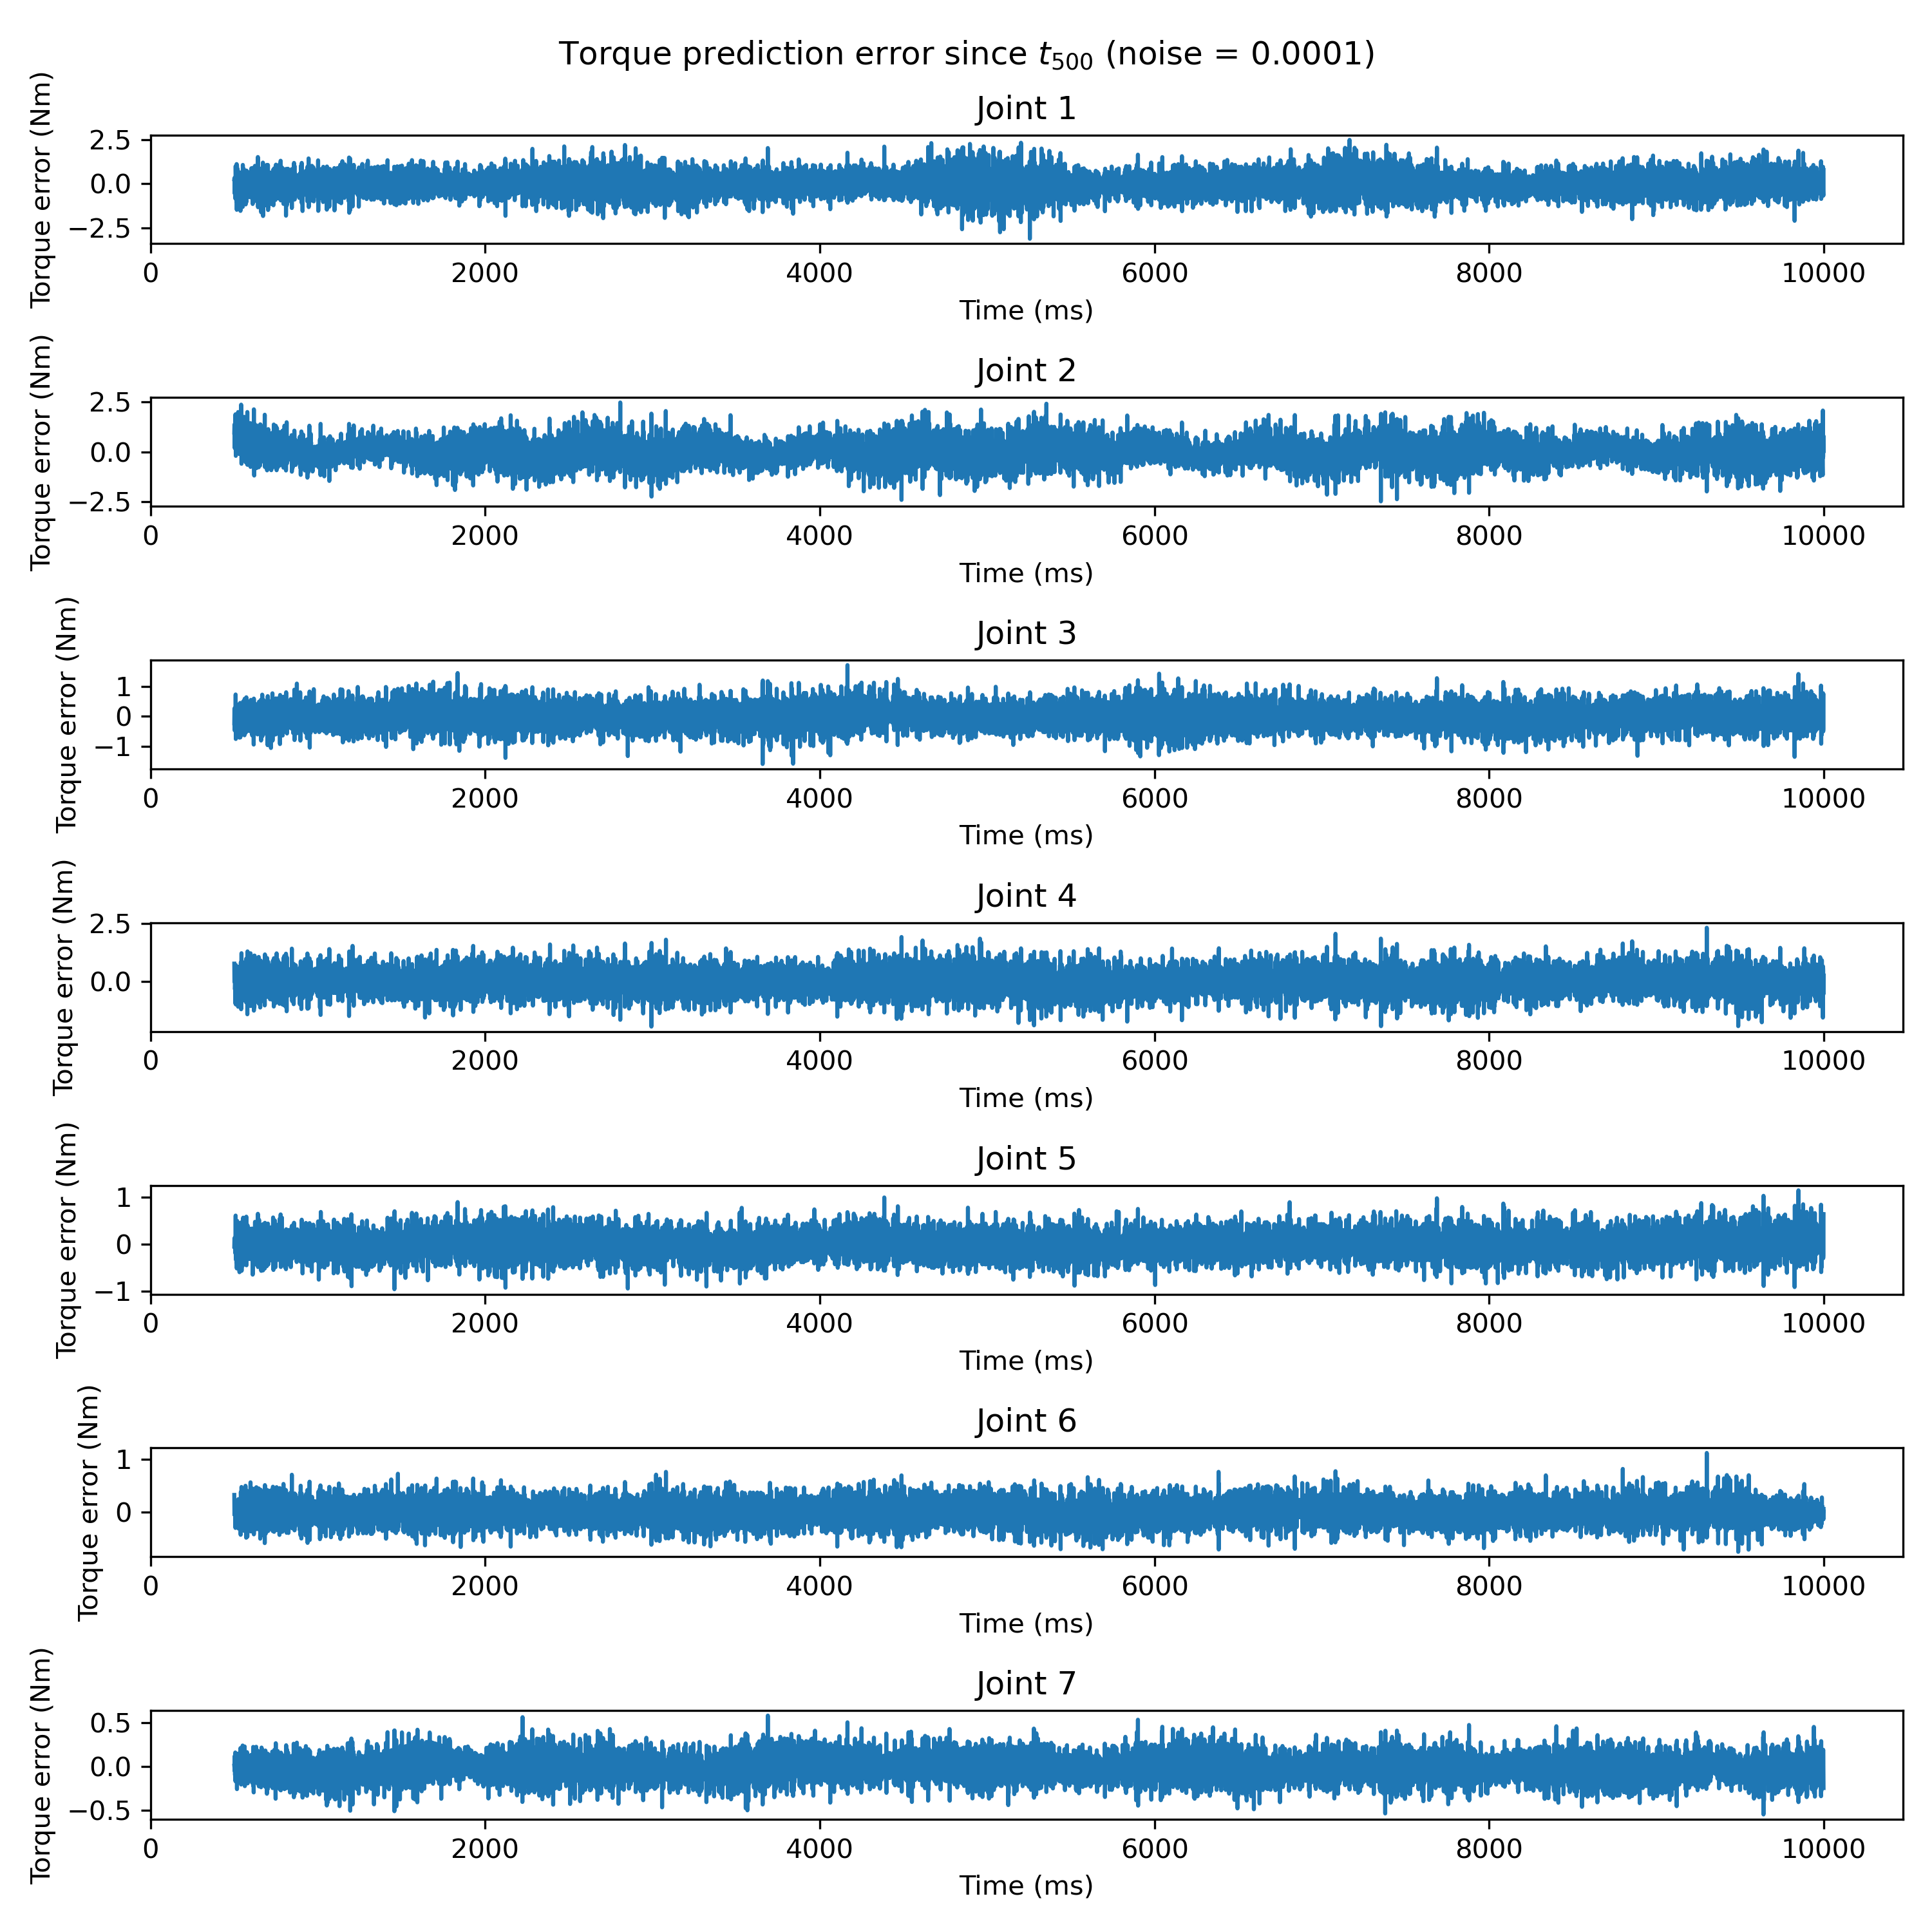 Torque prediction error since t500 (noise = 0.0001)
Joint 1
Torque error (Nm)
2.5
0.0
−2.5
0 2000 4000 6000 8000 10000
Time (ms)
Joint 2
Torque error (Nm)
2.5
0.0
−2.5
0 2000 4000 6000 8000 10000
Time (ms)
Joint 3
Torque error (Nm)
1
0
−1
0 2000 4000 6000 8000 10000
Time (ms)
Joint 4
Torque error (Nm)
2.5
0.0
0 2000 4000 6000 8000 10000
Time (ms)
Joint 5
Torque error (Nm)
1
0
−1
0 2000 4000 6000 8000 10000
Time (ms)
Joint 6
Torque error (Nm)
1
0
0 2000 4000 6000 8000 10000
Time (ms)
Joint 7
Torque error (Nm)
0.5
0.0
−0.5
0 2000 4000 6000 8000 10000
Time (ms)